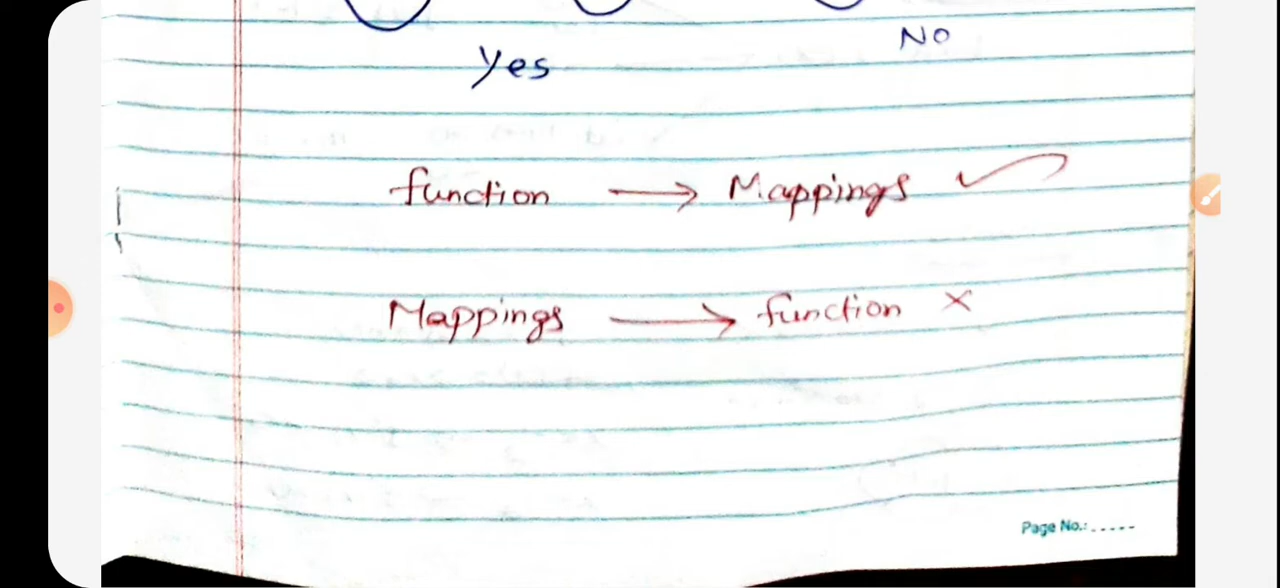 Yes
NO
function → Mappings ✓
Mappings → function ×
Page No.: .....